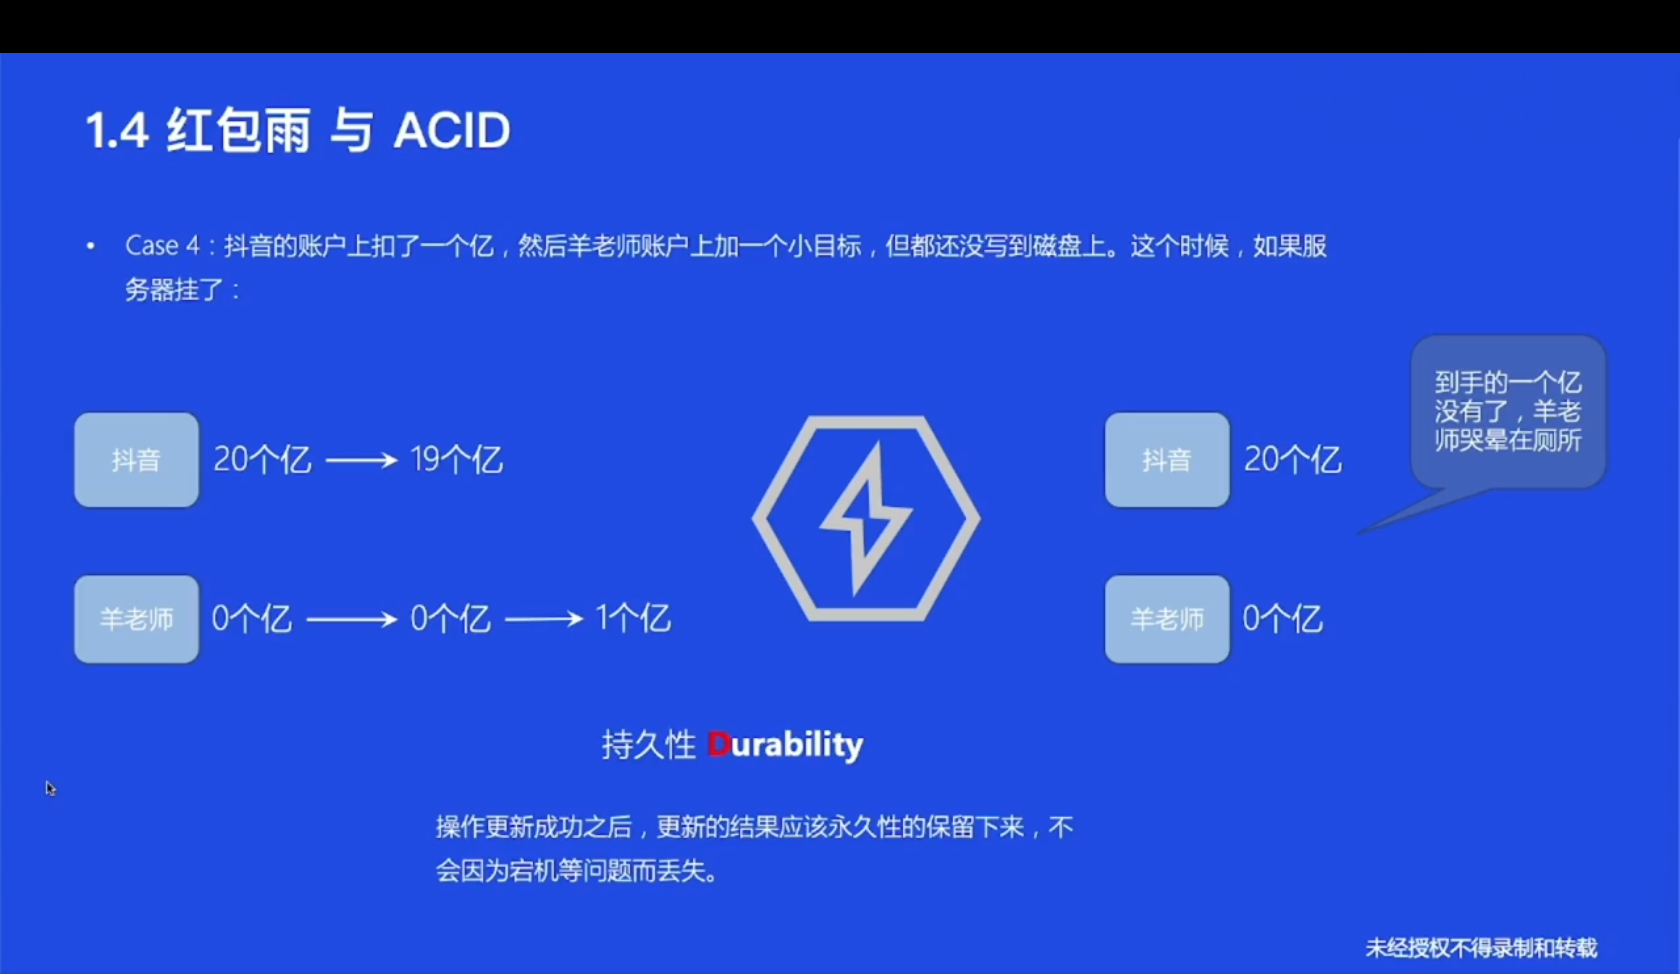 1.4 红包雨 与 ACID
• Case 4：抖音的账户上扣了一个亿，然后羊老师账户上加一个小目标，但都还没写到磁盘上。这个时候，如果服
务器挂了：
到手的一个亿
没有了，羊老
师哭晕在厕所
抖音 20个亿 → 19个亿
抖音 20个亿
羊老师 0个亿 → 0个亿 → 1个亿
羊老师 0个亿
持久性 Durability
操作更新成功之后，更新的结果应该永久性的保留下来，不
会因为宕机等问题而丢失。
未经授权不得录制和转载